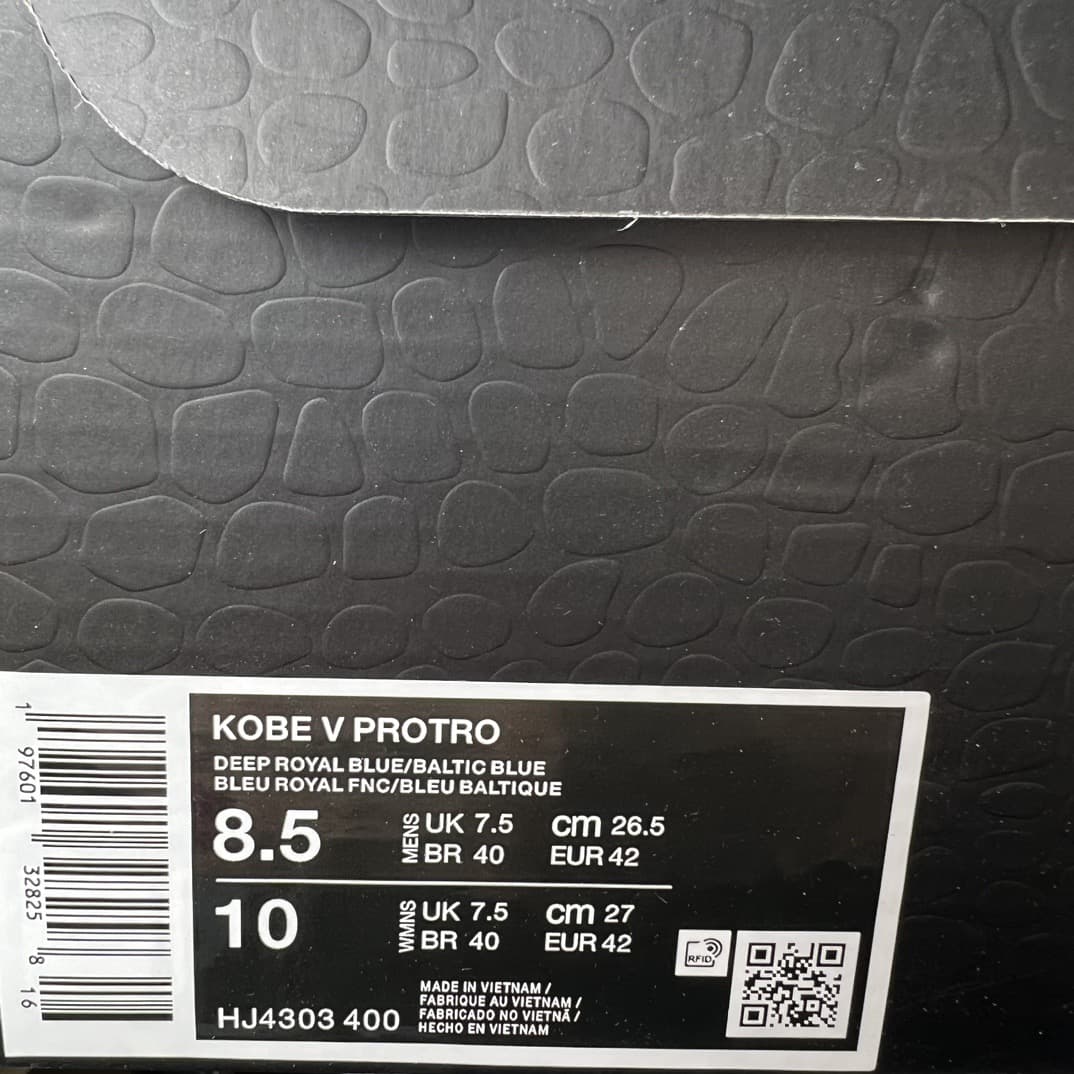 KOBE V PROTRO
DEEP ROYAL BLUE/BALTIC BLUE
BLEU ROYAL FNC/BLEU BALTIQUE
8.5 MENS UK 7.5 cm 26.5
BR 40 EUR 42
10 WMNS UK 7.5 cm 27
BR 40 EUR 42
RFID
MADE IN VIETNAM /
FABRIQUE AU VIETNAM /
FABRICADO NO VIETNÃ /
HECHO EN VIETNAM
HJ4303 400
1 97601 32825 8 16